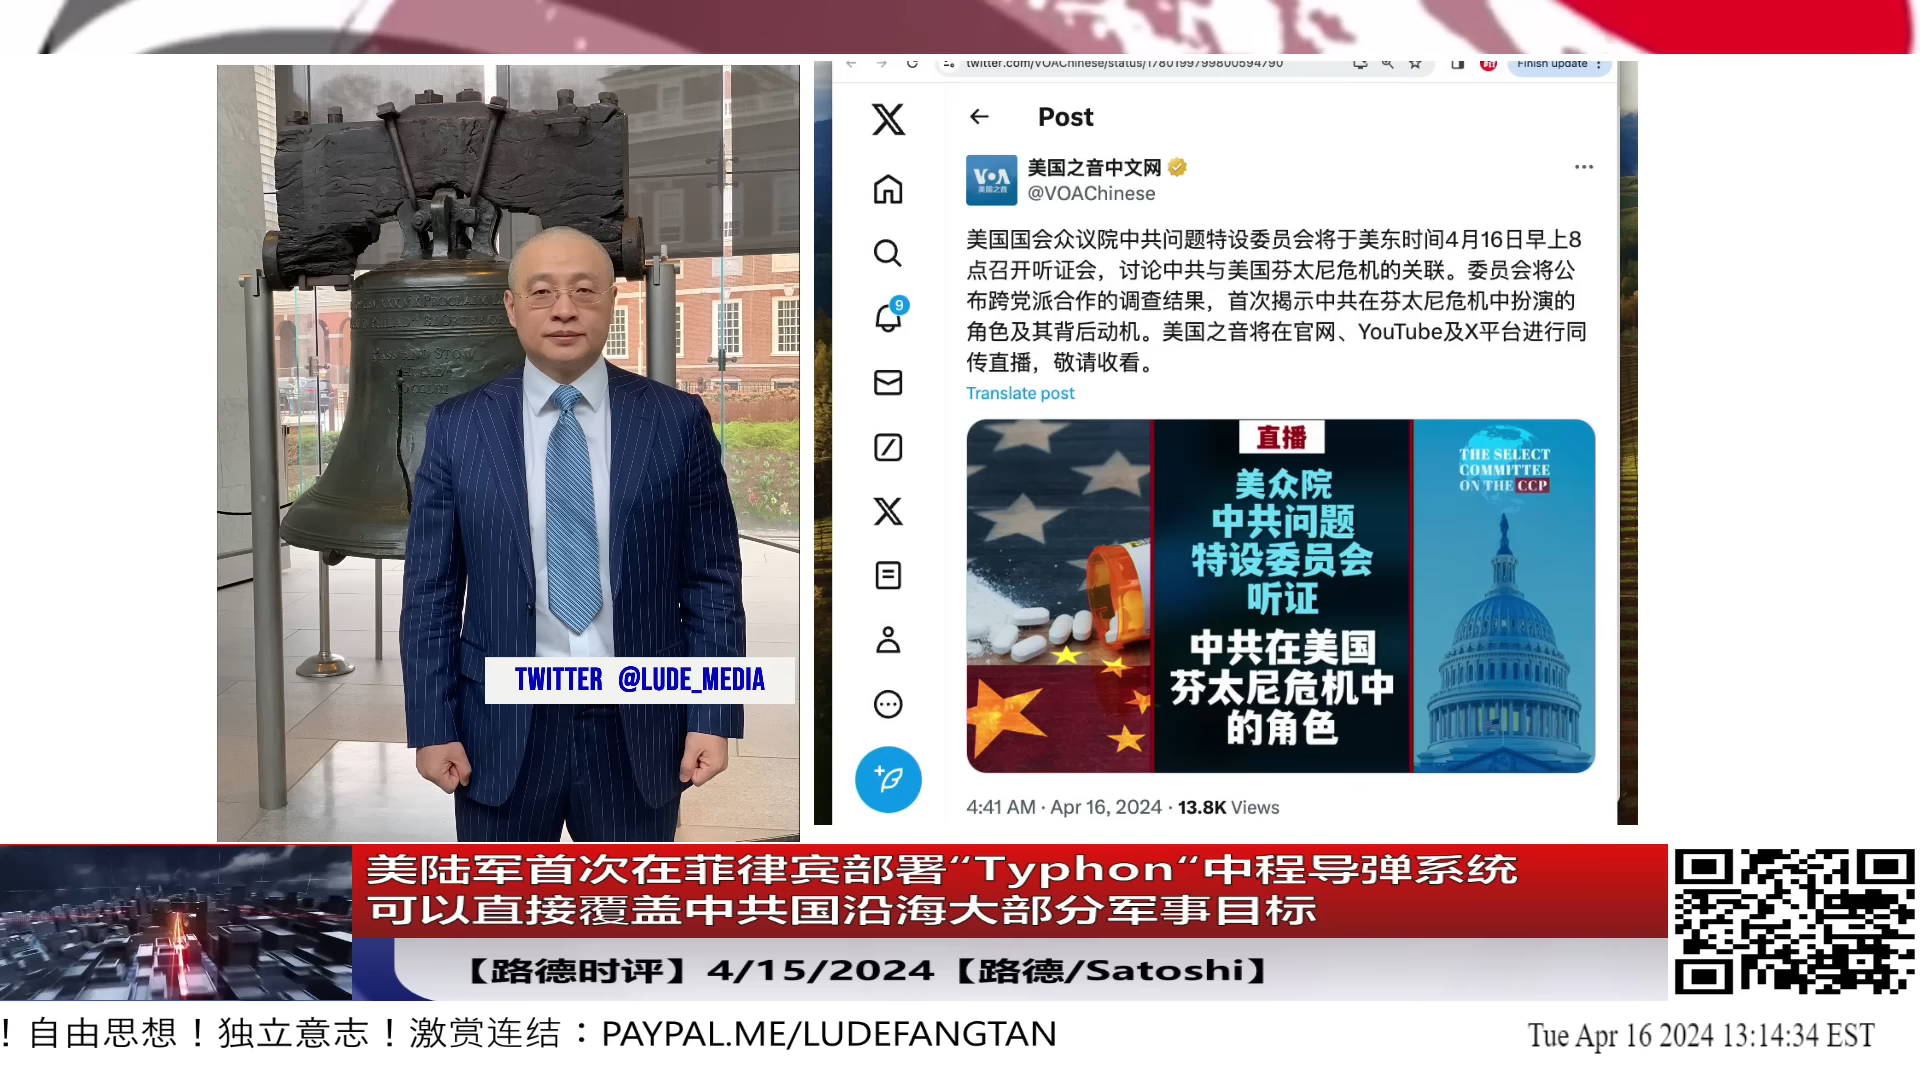 twitter.com/VOAChinese/status/1780199799800594790
Finish update
Post
VOA
美国之音
美国之音中文网
@VOAChinese
9
美国国会众议院中共问题特设委员会将于美东时间4月16日早上8
点召开听证会，讨论中共与美国芬太尼危机的关联。委员会将公
布跨党派合作的调查结果，首次揭示中共在芬太尼危机中扮演的
角色及其背后动机。美国之音将在官网、YouTube及X平台进行同
传直播，敬请收看。
Translate post
直播
美众院
中共问题
特设委员会
听证
中共在美国
芬太尼危机中
的角色
THE SELECT
COMMITTEE
ON THE CCP
4:41 AM · Apr 16, 2024 · 13.8K Views
PASS AND STOW
TWITTER @LUDE_MEDIA
美陆军首次在菲律宾部署“Typhon“中程导弹系统
可以直接覆盖中共国沿海大部分军事目标
【路德时评】4/15/2024【路德/Satoshi】
！自由思想！独立意志！激赏连结：PAYPAL.ME/LUDEFANGTAN
Tue Apr 16 2024 13:14:34 EST